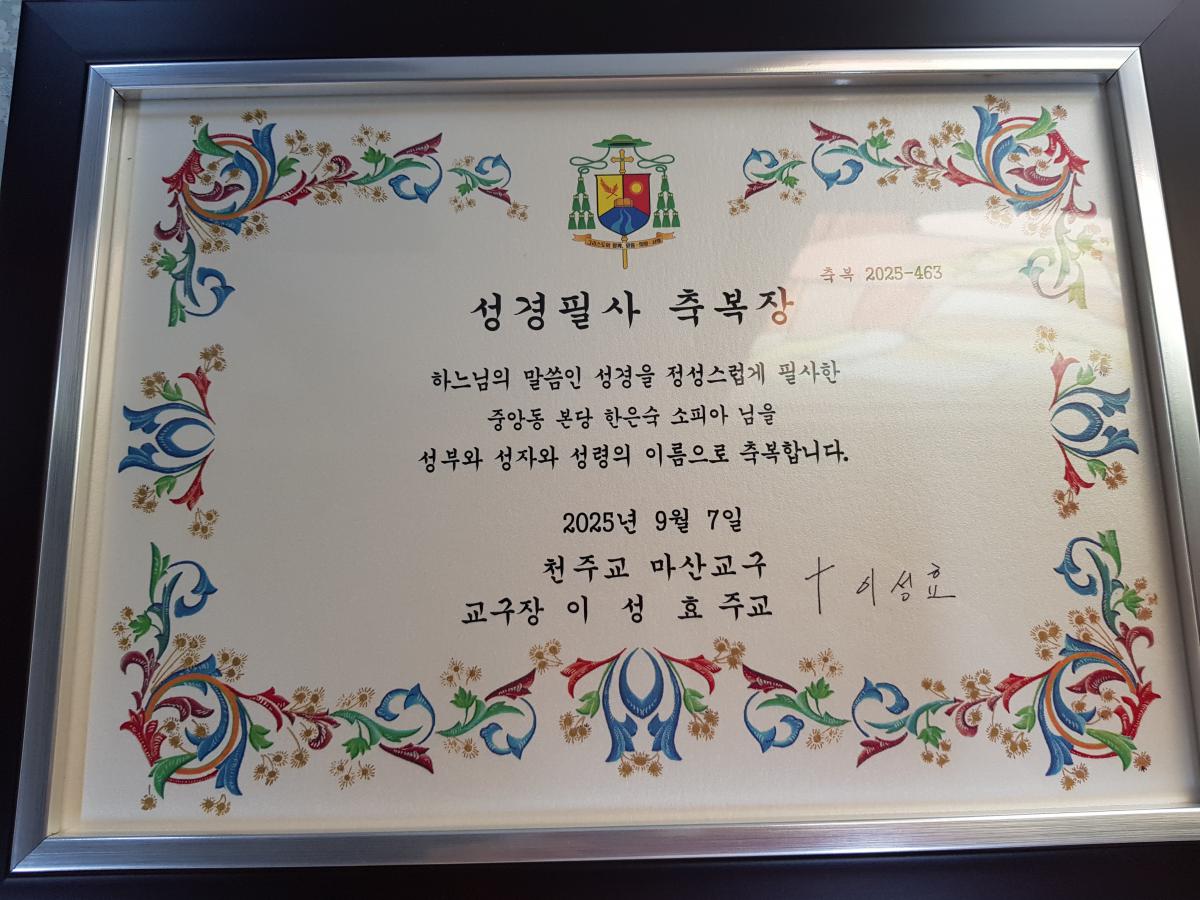 축복 2025-463
성경필사 축복장
하느님의 말씀인 성경을 정성스럽게 필사한
중앙동 본당 한은숙 소피아 님을
성부와 성자와 성령의 이름으로 축복합니다.
2025년 9월 7일
천주교 마산교구
교구장 이 성 효 주교
이성효